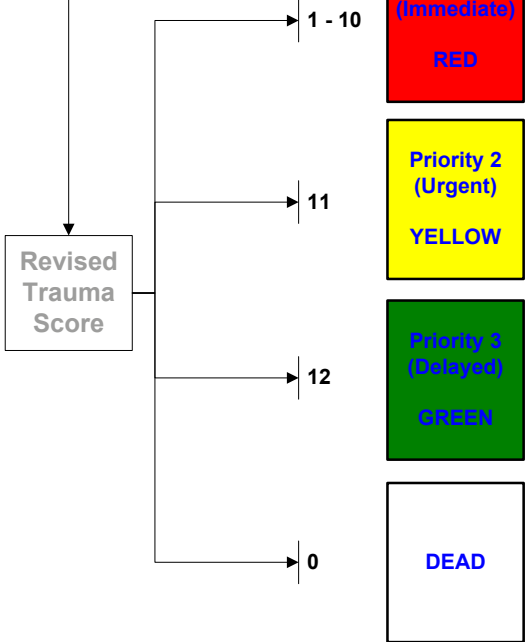 1 - 10
(Immediate)
RED
11
Priority 2
(Urgent)
YELLOW
Revised
Trauma
Score
12
Priority 3
(Delayed)
GREEN
0
DEAD